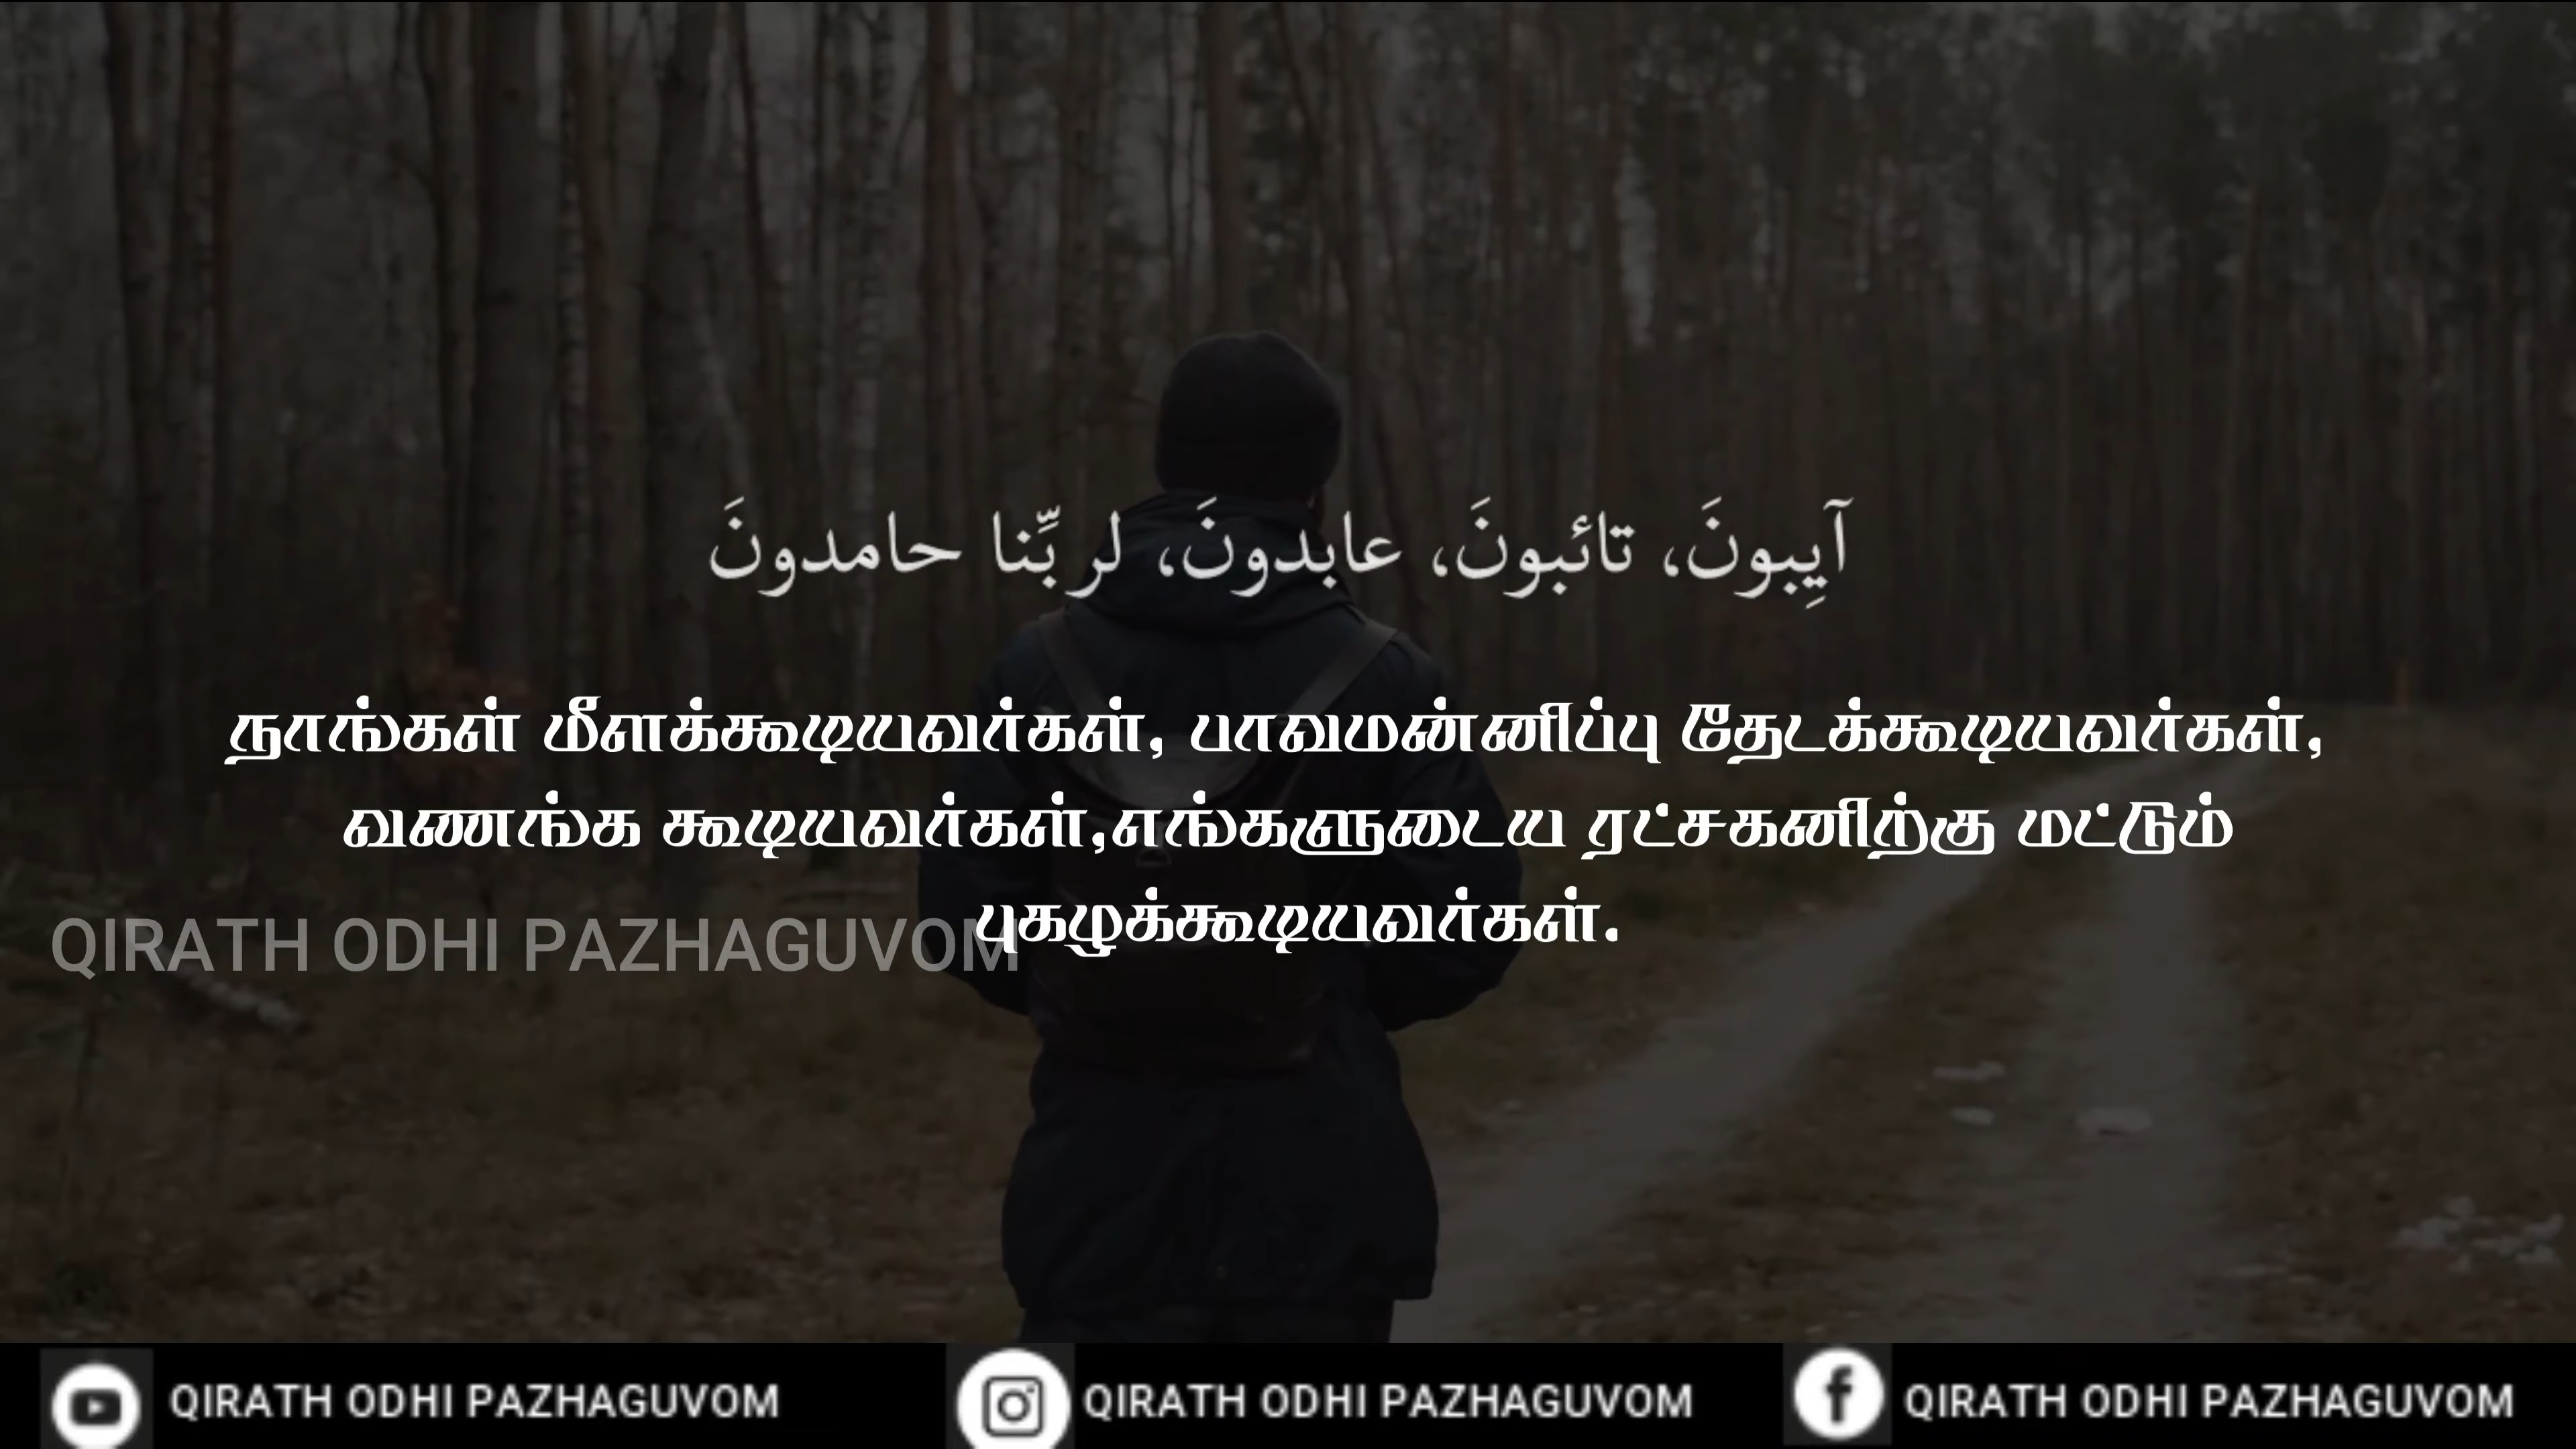 آيِبونَ، تائبونَ، عابدونَ، لربِّنا حامدونَ
நாங்கள் மீளக்கூடியவர்கள், பாவமன்னிப்பு தேடக்கூடியவர்கள்,
வணங்க கூடியவர்கள்,எங்களுடைய ரட்சகனிற்கு மட்டும்
புகழக்கூடியவர்கள்.
QIRATH ODHI PAZHAGUVOM
QIRATH ODHI PAZHAGUVOM QIRATH ODHI PAZHAGUVOM QIRATH ODHI PAZHAGUVOM